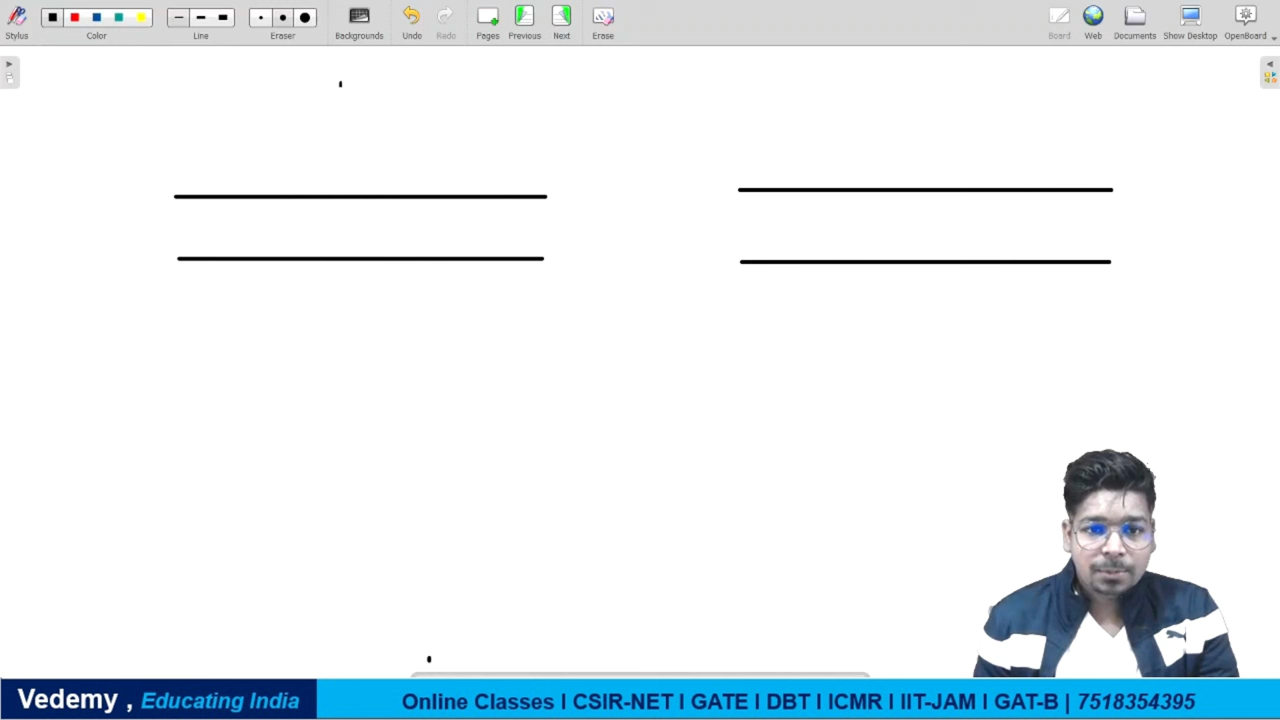 Stylus
Color
Line
Eraser
Backgrounds
Undo
Redo
Pages
Previous
Next
Erase
Board
Web
Documents
Show Desktop
OpenBoard
Vedemy , Educating India
Online Classes I CSIR-NET I GATE I DBT I ICMR I IIT-JAM I GAT-B | 7518354395